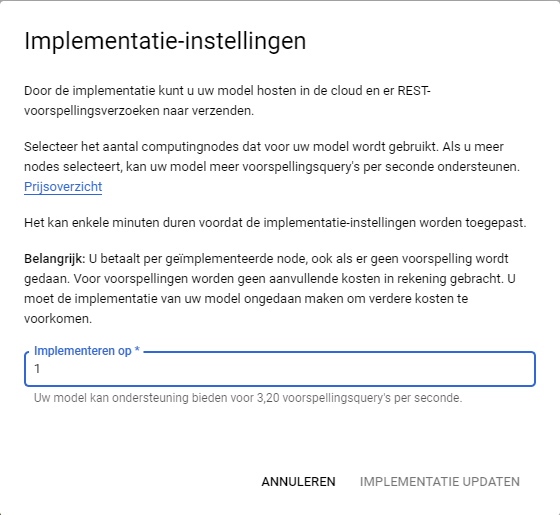 Implementatie-instellingen
Door de implementatie kunt u uw model hosten in de cloud en er REST-
voorspellingsverzoeken naar verzenden.
Selecteer het aantal computingnodes dat voor uw model wordt gebruikt. Als u meer
nodes selecteert, kan uw model meer voorspellingsquery's per seconde ondersteunen.
Prijsoverzicht
Het kan enkele minuten duren voordat de implementatie-instellingen worden toegepast.
Belangrijk: U betaalt per geïmplementeerde node, ook als er geen voorspelling wordt
gedaan. Voor voorspellingen worden geen aanvullende kosten in rekening gebracht. U
moet de implementatie van uw model ongedaan maken om verdere kosten te
voorkomen.
Implementeren op *
1
Uw model kan ondersteuning bieden voor 3,20 voorspellingsquery's per seconde.
ANNULEREN IMPLEMENTATIE UPDATEN